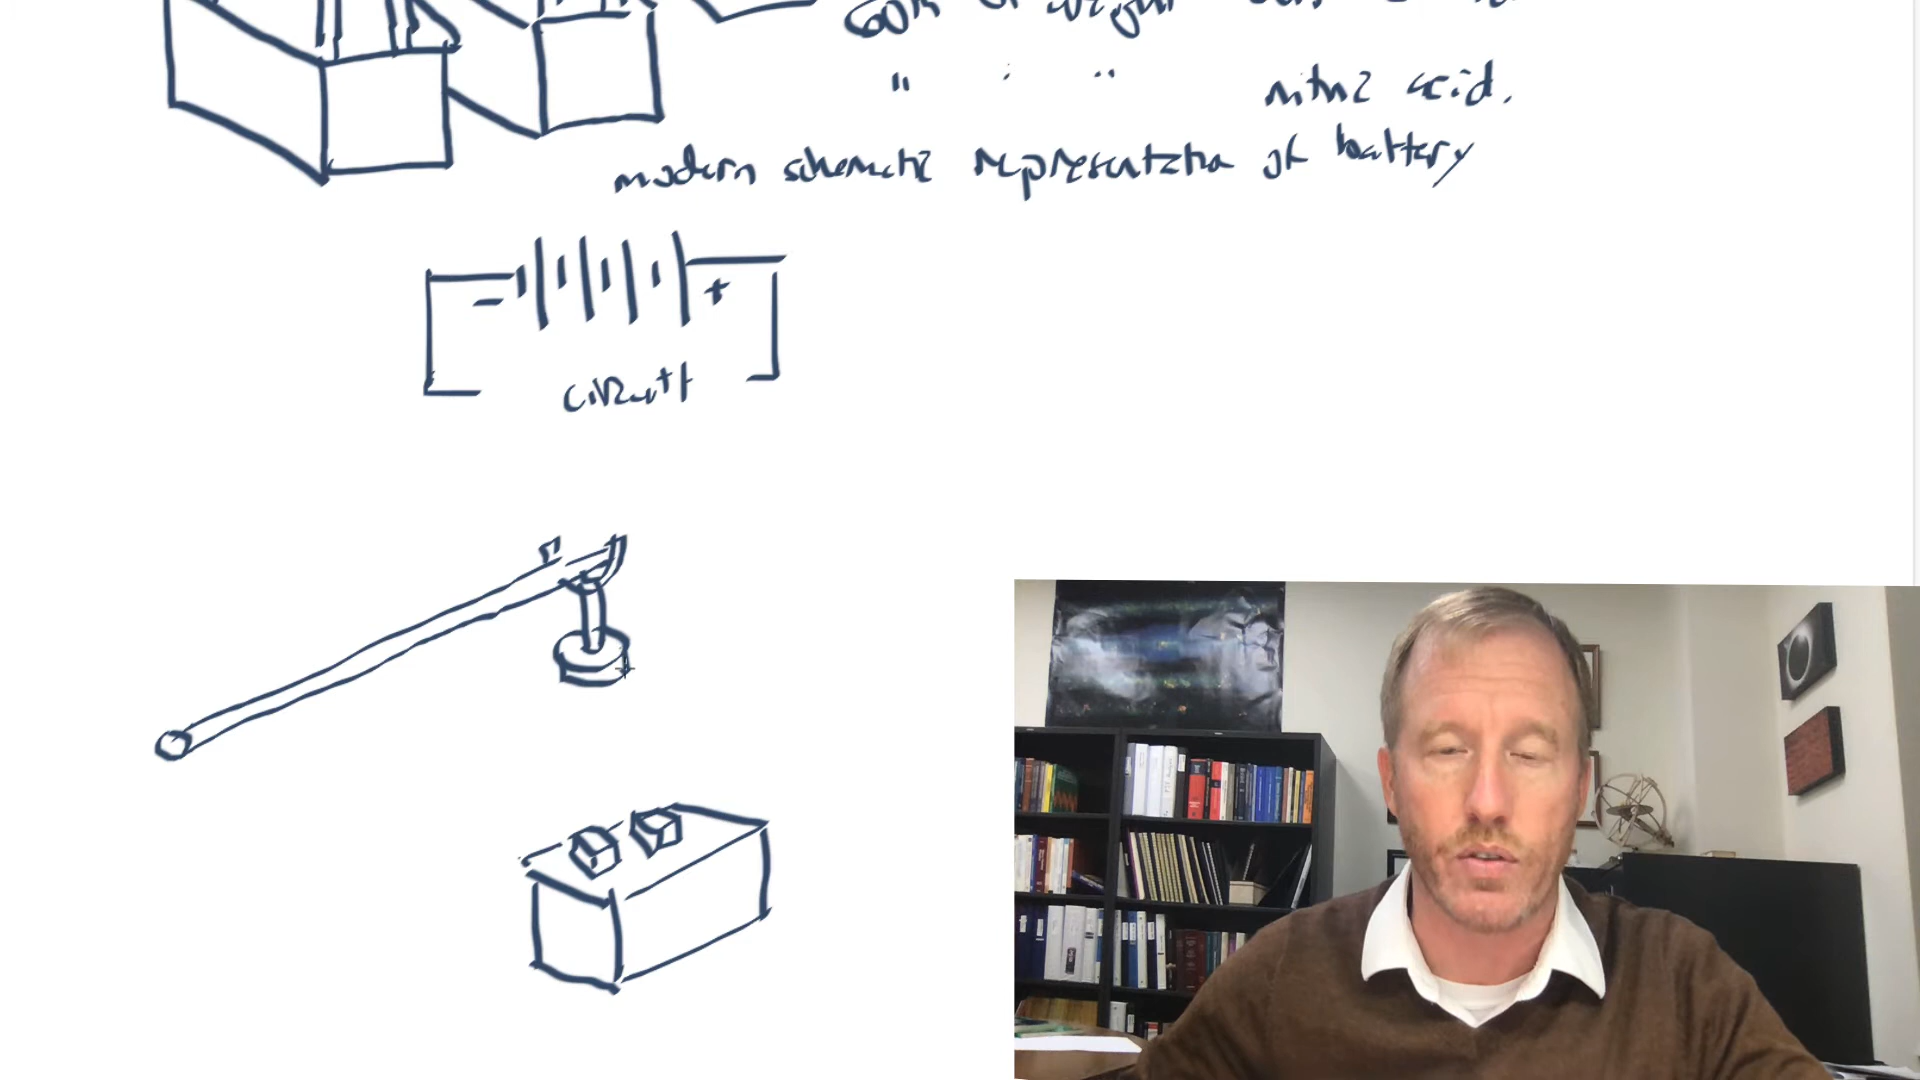 " " " nitric acid.
modern schematic representation of battery
- +
circuit